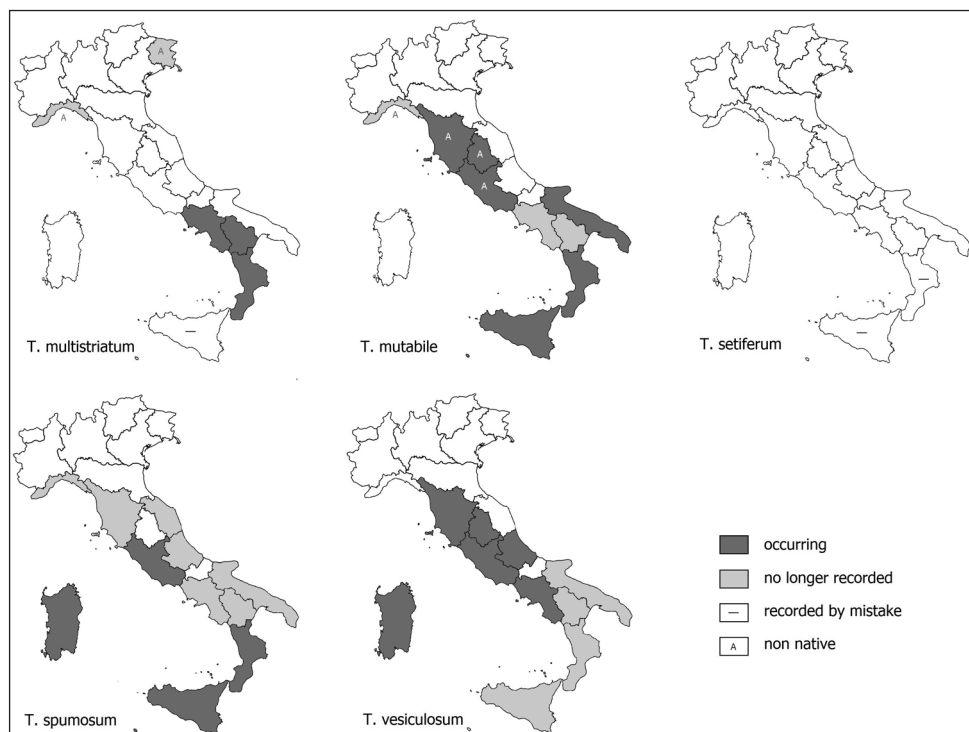 A
A
T. multistriatum
A
A
A
A
T. mutabile
T. setiferum
T. spumosum
T. vesiculosum
occurring
no longer recorded
recorded by mistake
A non native